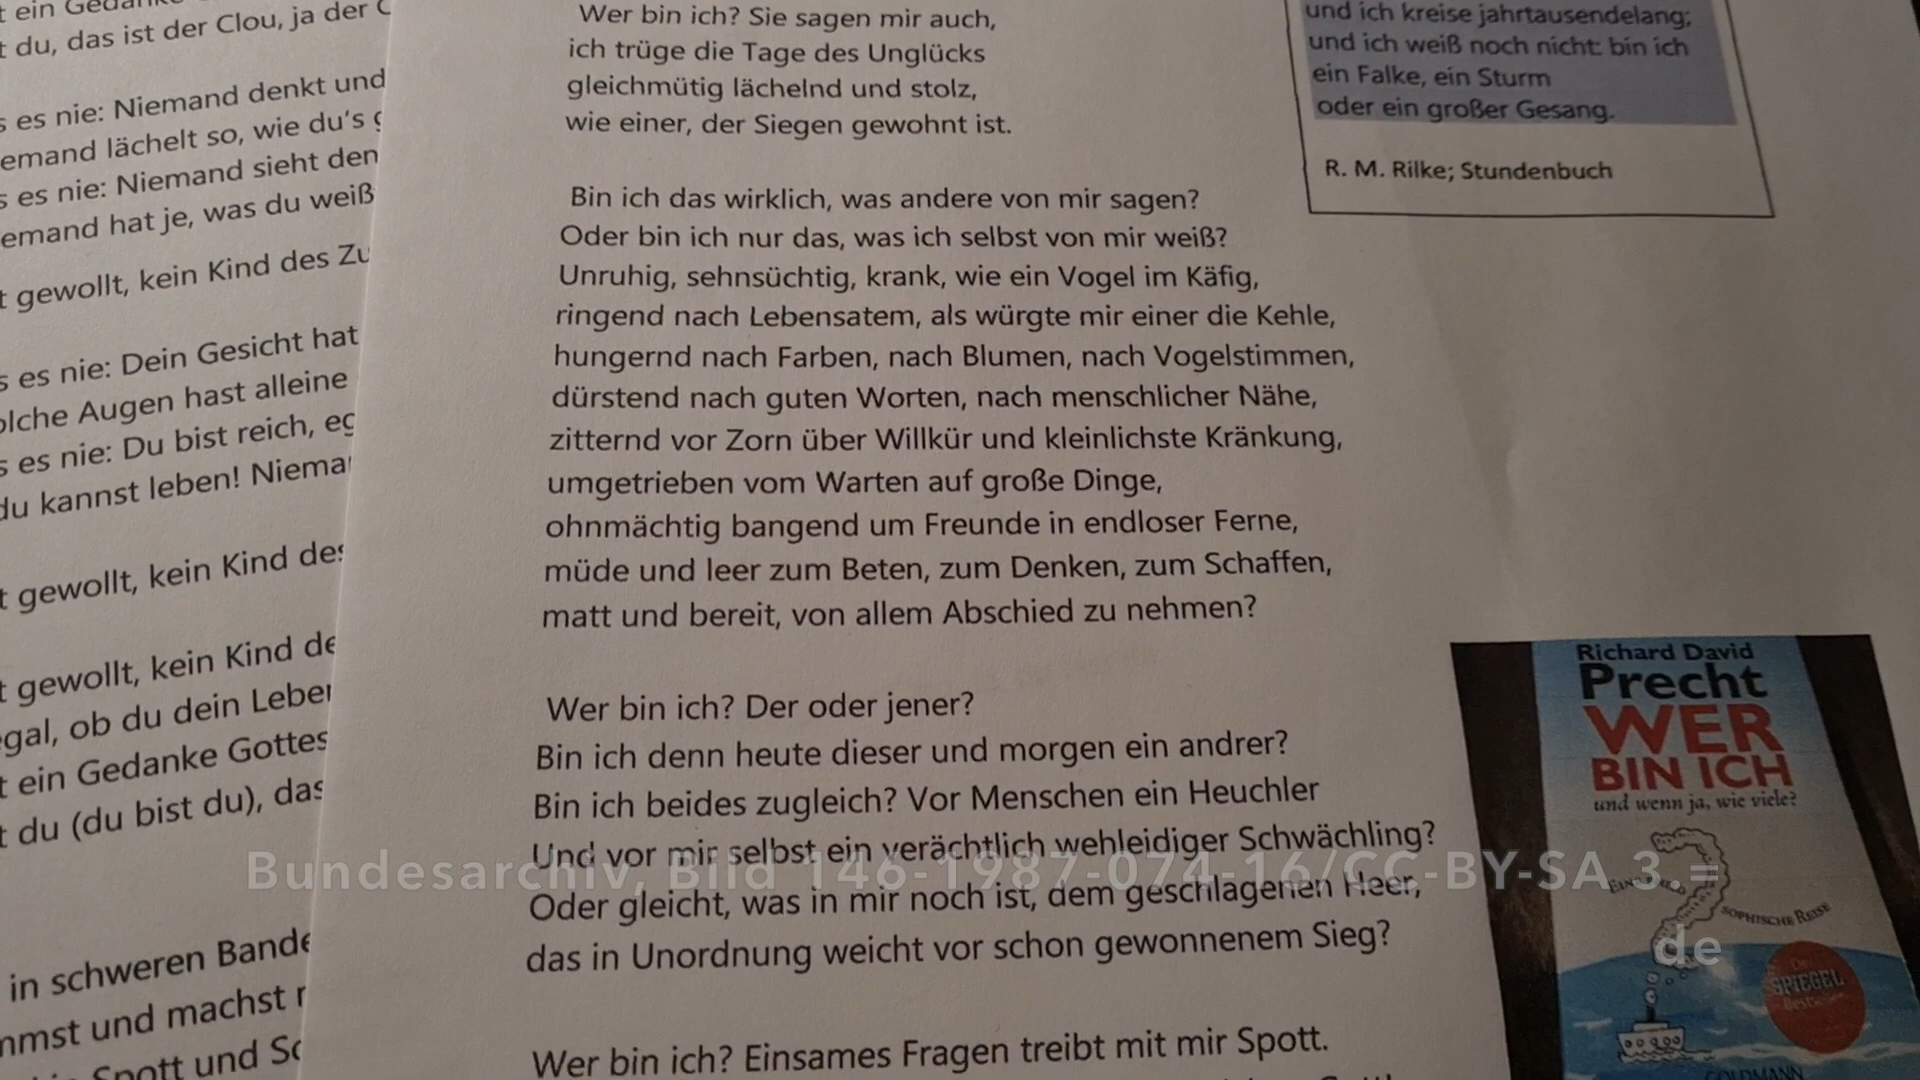 t du, das ist der Clou, ja der
s es nie: Niemand denkt und
emand lächelt so, wie du's g
s es nie: Niemand sieht den
emand hat je, was du weiß
t gewollt, kein Kind des Zu
s es nie: Dein Gesicht hat
olche Augen hast alleine
s es nie: Du bist reich, eg
du kannst leben! Nieman
t gewollt, kein Kind des
t gewollt, kein Kind de
egal, ob du dein Leben
t ein Gedanke Gottes
t du (du bist du), das
in schweren Bande
mmst und machst
Spott und Sc
Wer bin ich? Sie sagen mir auch,
ich trüge die Tage des Unglücks
gleichmütig lächelnd und stolz,
wie einer, der Siegen gewohnt ist.
Bin ich das wirklich, was andere von mir sagen?
Oder bin ich nur das, was ich selbst von mir weiß?
Unruhig, sehnsüchtig, krank, wie ein Vogel im Käfig,
ringend nach Lebensatem, als würgte mir einer die Kehle,
hungernd nach Farben, nach Blumen, nach Vogelstimmen,
dürstend nach guten Worten, nach menschlicher Nähe,
zitternd vor Zorn über Willkür und kleinlichste Kränkung,
umgetrieben vom Warten auf große Dinge,
ohnmächtig bangend um Freunde in endloser Ferne,
müde und leer zum Beten, zum Denken, zum Schaffen,
matt und bereit, von allem Abschied zu nehmen?
Wer bin ich? Der oder jener?
Bin ich denn heute dieser und morgen ein andrer?
Bin ich beides zugleich? Vor Menschen ein Heuchler
Und vor mir selbst ein verächtlich wehleidiger Schwächling?
Oder gleicht, was in mir noch ist, dem geschlagenen Heer,
das in Unordnung weicht vor schon gewonnenem Sieg?
Wer bin ich? Einsames Fragen treibt mit mir Spott.
und ich kreise jahrtausendelang;
und ich weiß noch nicht: bin ich
ein Falke, ein Sturm
oder ein großer Gesang.
R. M. Rilke; Stundenbuch
Richard David
Precht
WER
BIN ICH
und wenn ja, wie viele?
SOPHISCHE REISE
SPIEGEL
GOLDMANN
Bundesarchiv, Bild 146-1987-074-16/CC-BY-SA 3.=
de